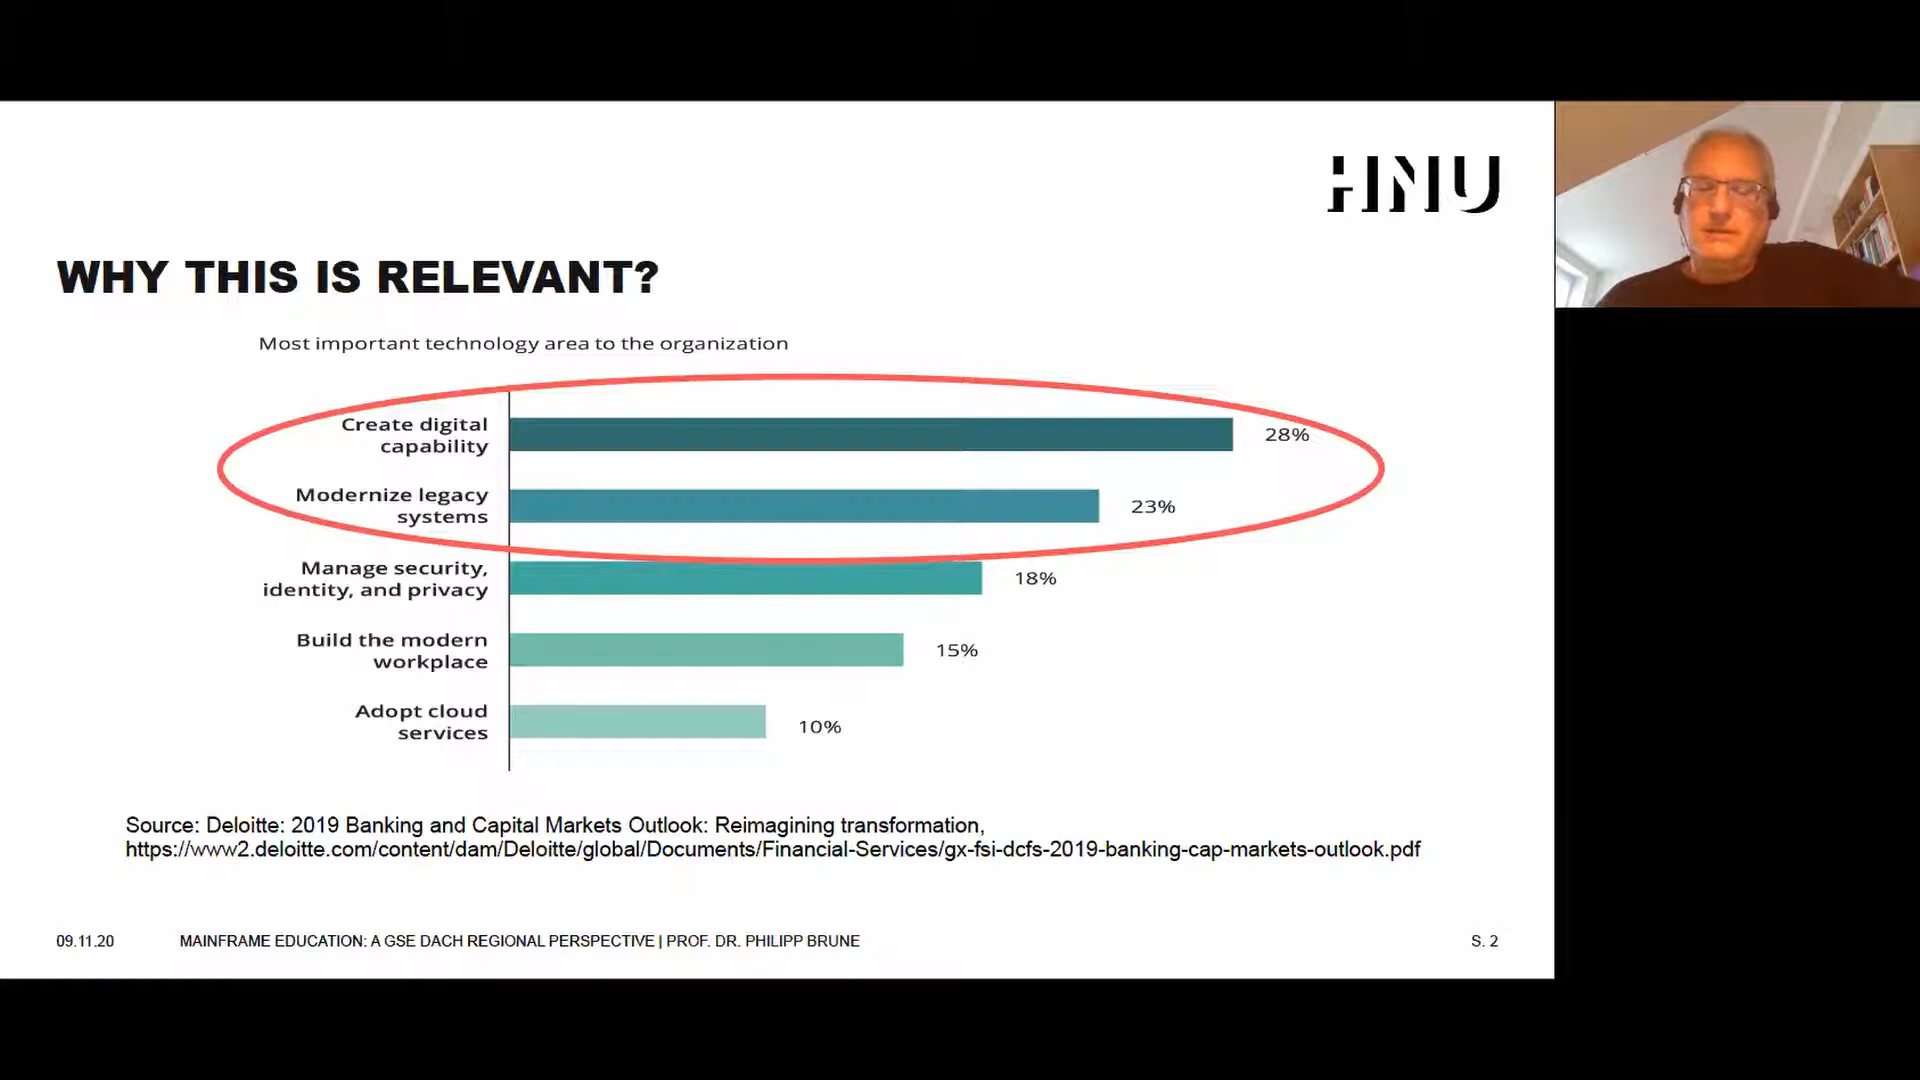 HNU
WHY THIS IS RELEVANT?
Most important technology area to the organization
Create digital
capability
28%
Modernize legacy
systems
23%
Manage security,
identity, and privacy
18%
Build the modern
workplace
15%
Adopt cloud
services
10%
Source: Deloitte: 2019 Banking and Capital Markets Outlook: Reimagining transformation,
https://www2.deloitte.com/content/dam/Deloitte/global/Documents/Financial-Services/gx-fsi-dcfs-2019-banking-cap-markets-outlook.pdf
09.11.20 MAINFRAME EDUCATION: A GSE DACH REGIONAL PERSPECTIVE | PROF. DR. PHILIPP BRUNE S. 2